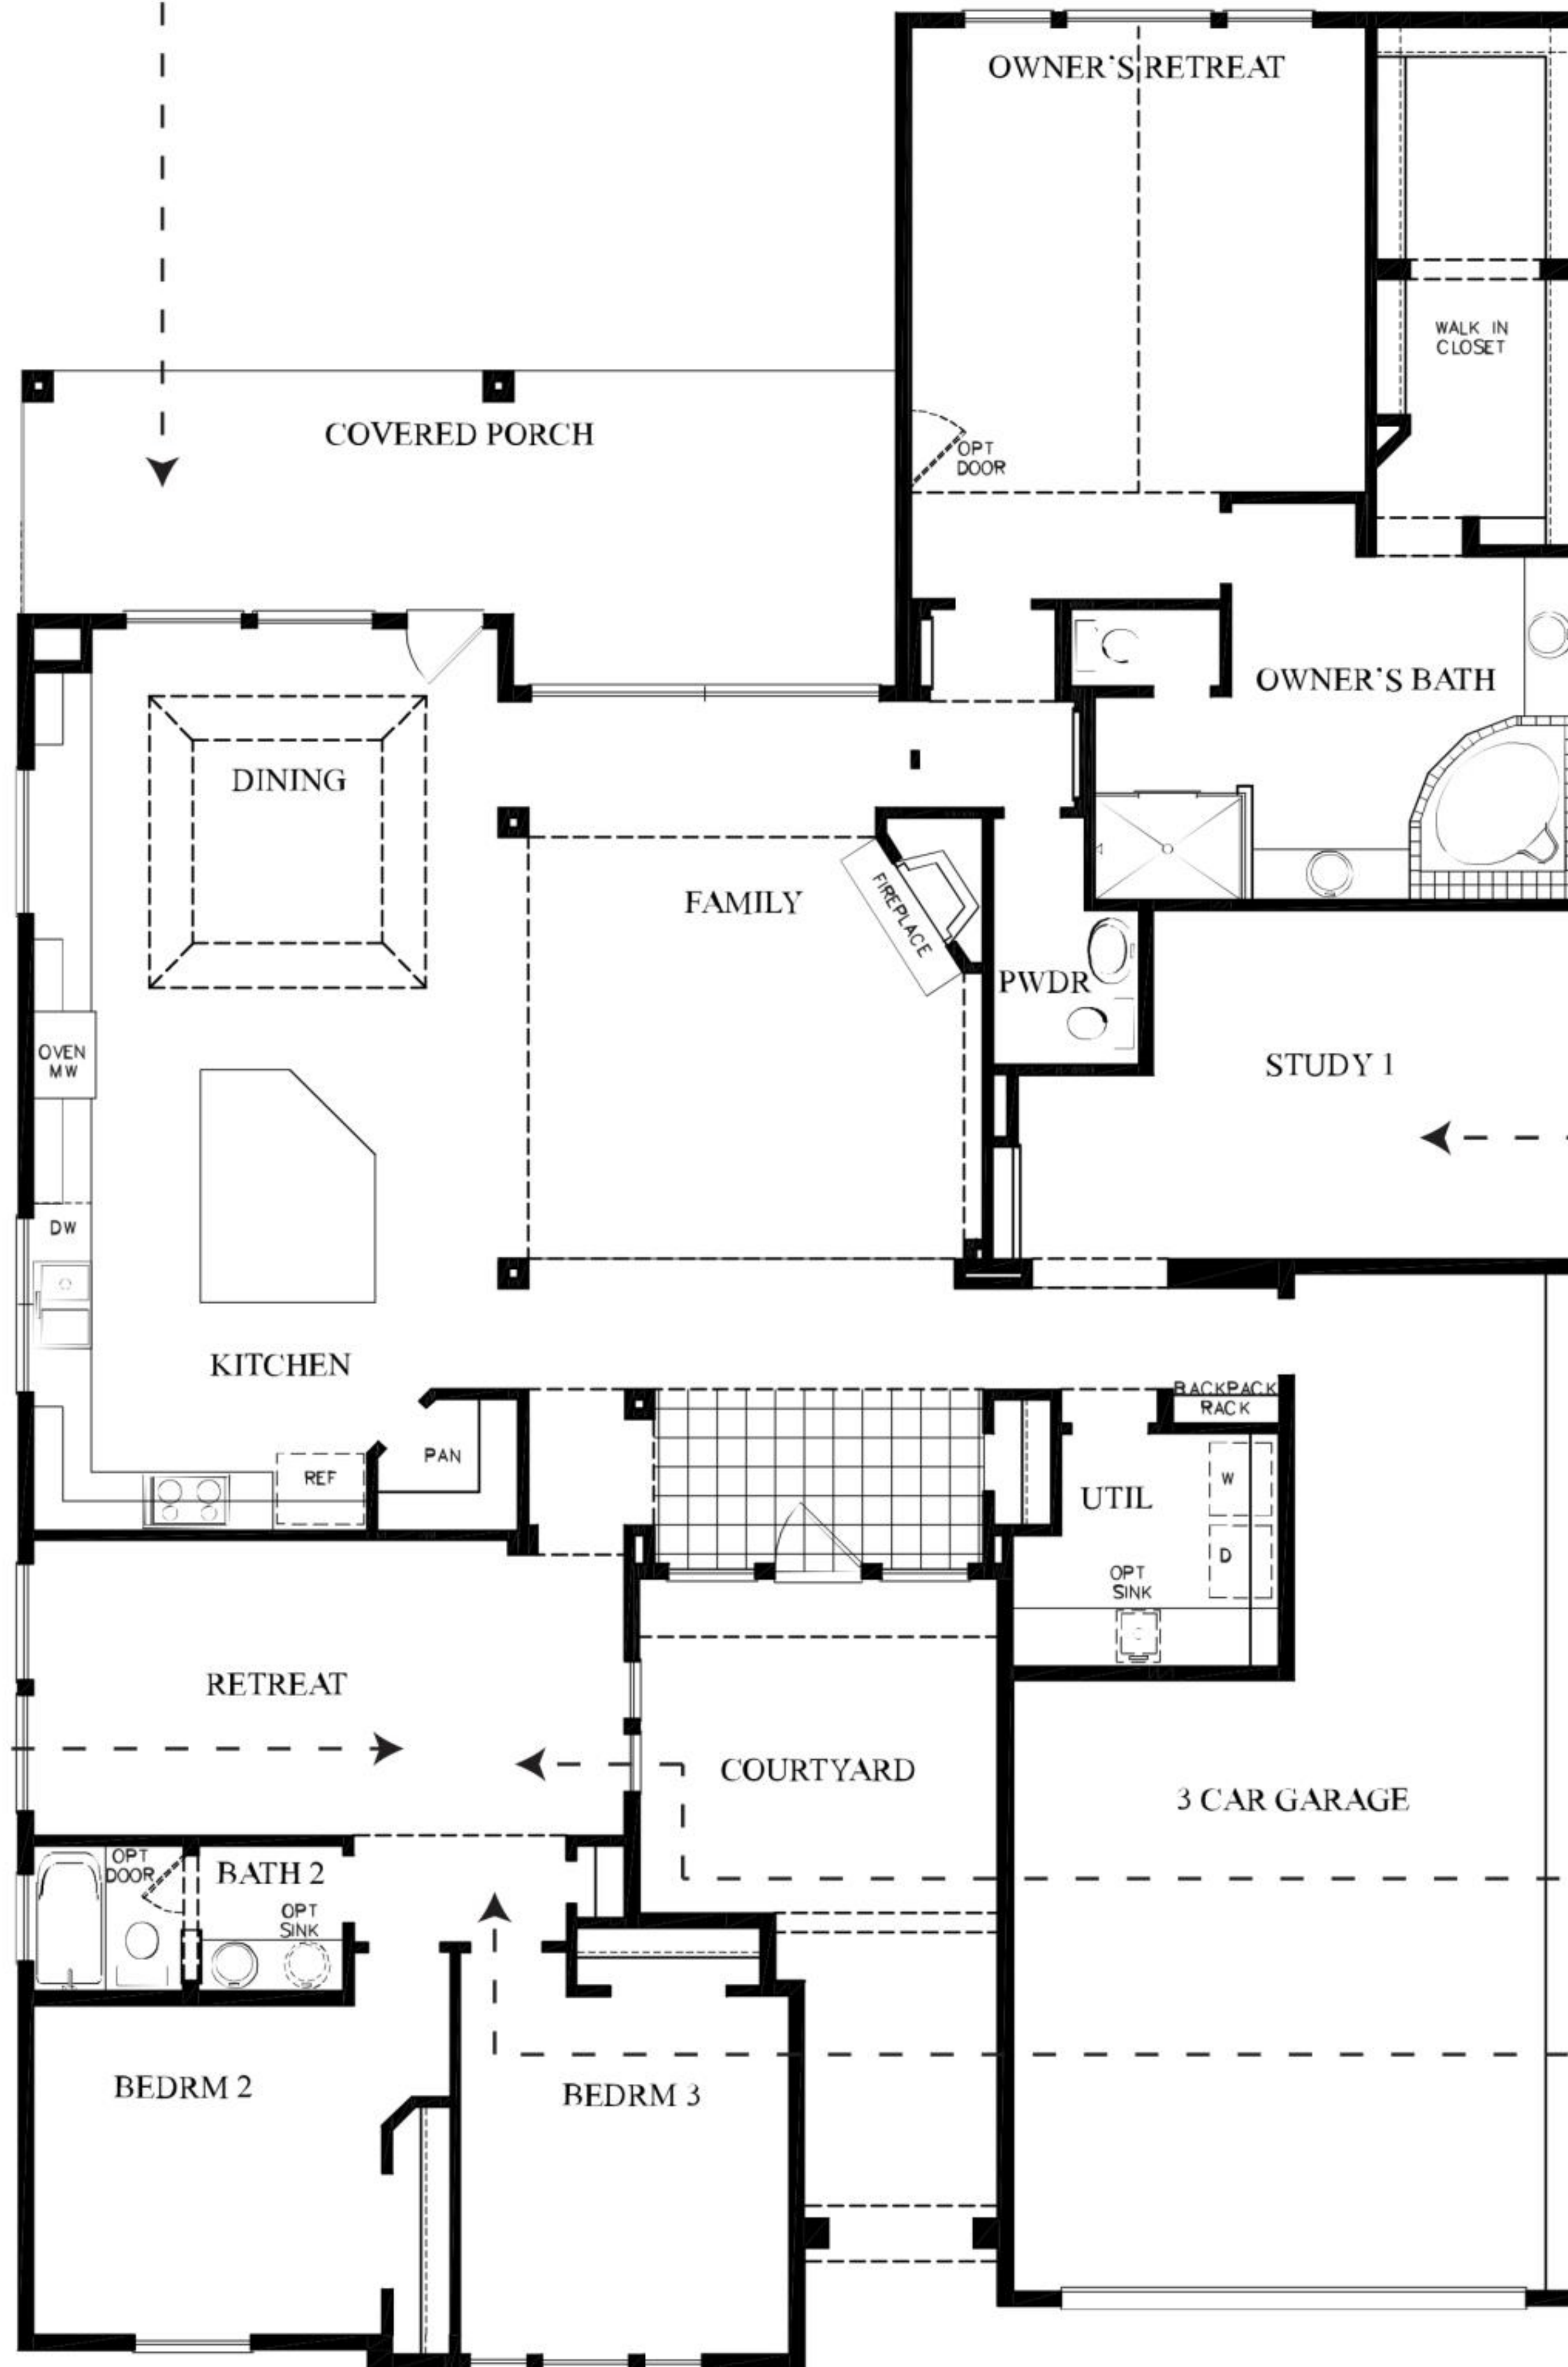 OWNER'S RETREAT
WALK IN
CLOSET
COVERED PORCH
OPT
DOOR
OWNER'S BATH
DINING
FAMILY
FIREPLACE
PWDR
OVEN
MW
STUDY 1
DW
KITCHEN
BACKPACK
RACK
PAN
REF
UTIL
W
D
OPT
SINK
RETREAT
COURTYARD
3 CAR GARAGE
OPT
DOOR
BATH 2
OPT
SINK
BEDRM 2
BEDRM 3